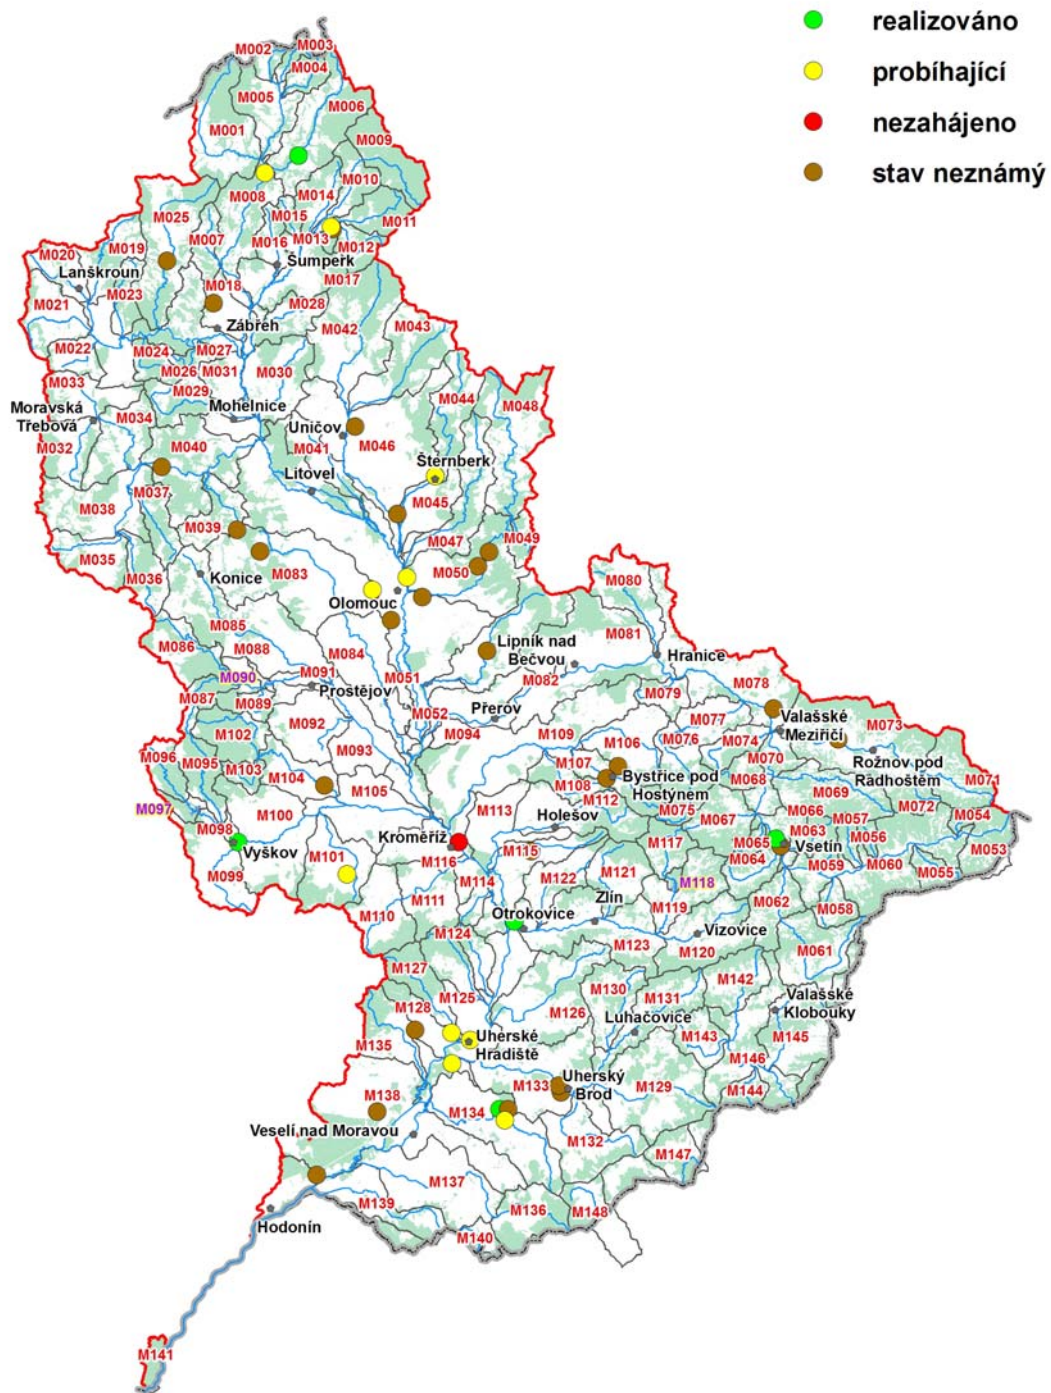 realizováno
probíhající
nezahájeno
stav neznámý
M002
M003
M004
M005
M006
M001
M009
M008
M014
M010
M025
M015
M011
M007
M016
M013
M012
M019
M020
Šumperk
Lanškroun
M017
M018
M021
M023
M028
Zábřeh
M042
M043
M022
M024
M027
M026
M031
M030
M033
M029
M044
M048
Moravská
Třebová
M034
Mohelnice
Uničov
M046
M032
M040
M041
Šternberk
Litovel
M037
M045
M038
M039
M047
M049
M035
M083
M050
M036
Konice
M080
Olomouc
M085
M084
M081
M086
M088
Lipník nad
Bečvou
Hranice
M090
M091
M051
M082
M087
M089
Prostějov
M079
M078
M052
Přerov
M077
Valašské
Meziříčí
M073
M092
M094
M109
M102
M093
M106
M076
M074
M096
M095
M103
M107
M070
Rožnov pod
Radhoštěm
M071
M104
M105
M108
Bystřice pod
Hostýnem
M068
M069
M097
M100
M113
M112
M075
M067
M066
M072
M098
Holešov
M057
M054
Kroměříž
M065
M063
M056
Vyškov
M101
M116
M115
M117
M064
Vsetín
M053
M099
M114
M122
M121
M118
M059
M060
M055
M110
M111
Zlín
M119
M062
M058
Otrokovice
Vizovice
M124
M123
M120
M061
M127
M125
M130
M142
M126
M131
Valašské
Klobouky
M128
Luhačovice
M135
Uherské
Hradiště
M143
M145
M146
M133
Uherský
Brod
M129
M144
M138
M134
Veselí nad Moravou
M132
M147
M137
M139
M136
M148
Hodonín
M140
M141